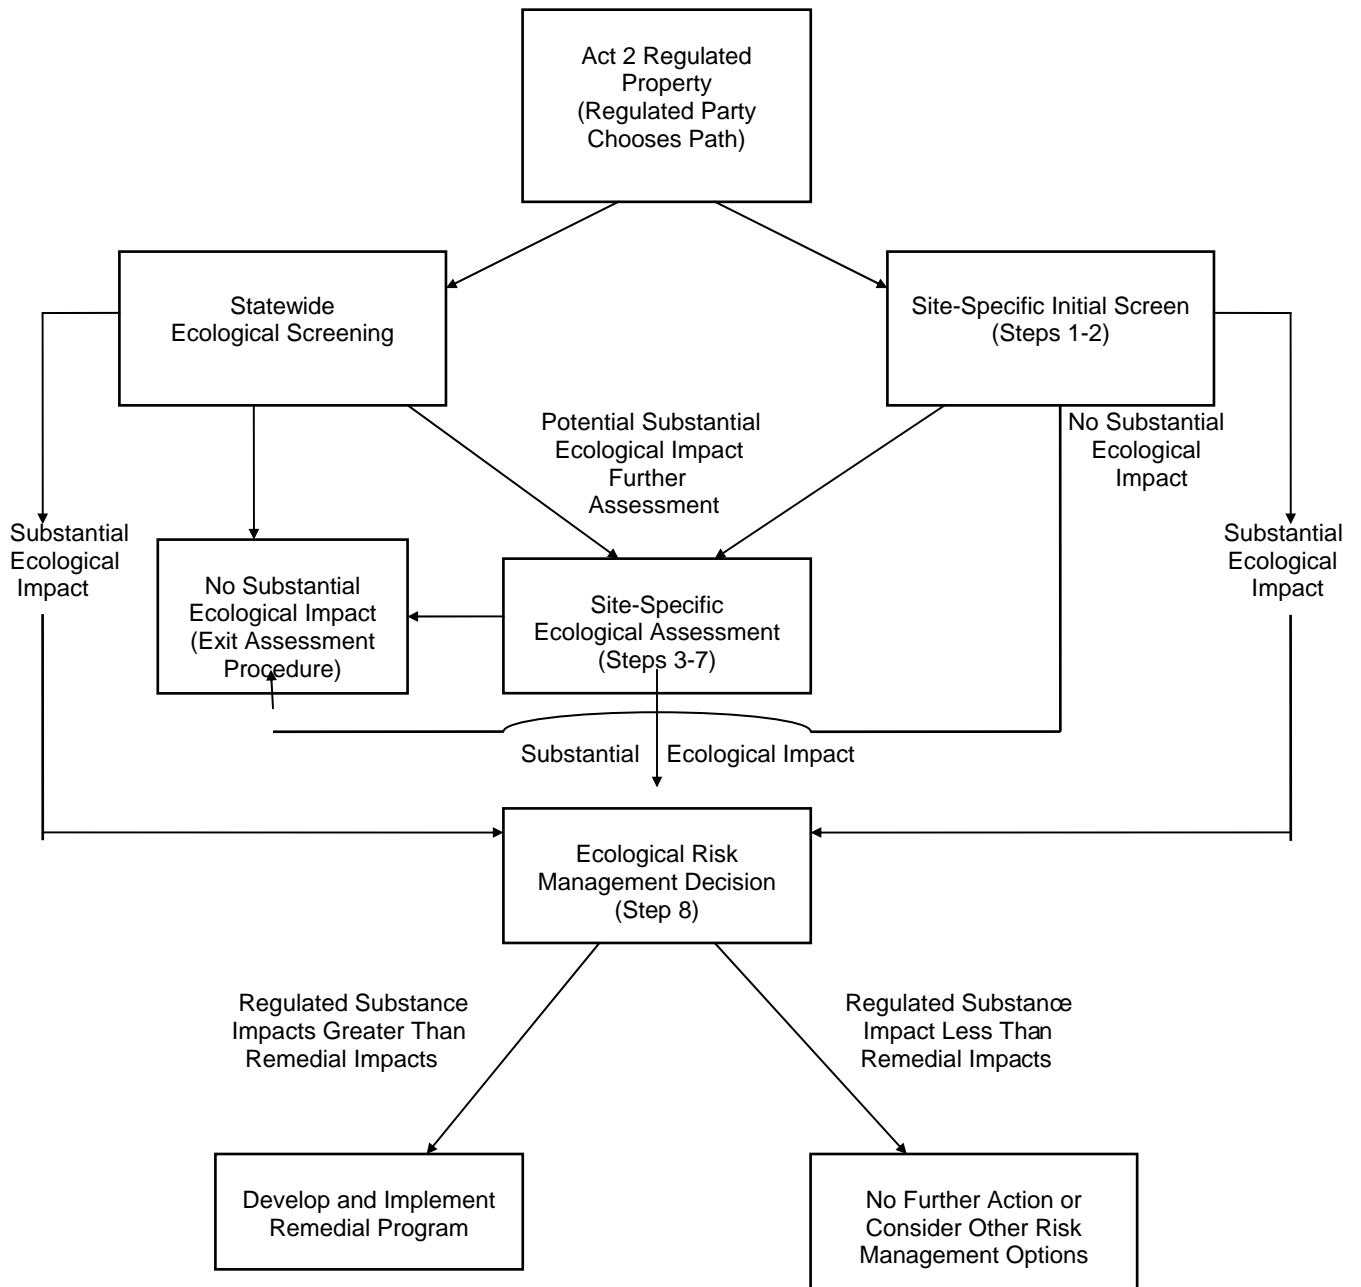 Act 2 Regulated
Property
(Regulated Party
Chooses Path)
Statewide
Ecological Screening
Site-Specific Initial Screen
(Steps 1-2)
Potential Substantial
Ecological Impact
Further
Assessment
No Substantial
Ecological
Impact
Substantial
Ecological
Impact
Substantial
Ecological
Impact
No Substantial
Ecological Impact
(Exit Assessment
Procedure)
Site-Specific
Ecological Assessment
(Steps 3-7)
Substantial Ecological Impact
Ecological Risk
Management Decision
(Step 8)
Regulated Substance
Impacts Greater Than
Remedial Impacts
Regulated Substance
Impact Less Than
Remedial Impacts
Develop and Implement
Remedial Program
No Further Action or
Consider Other Risk
Management Options